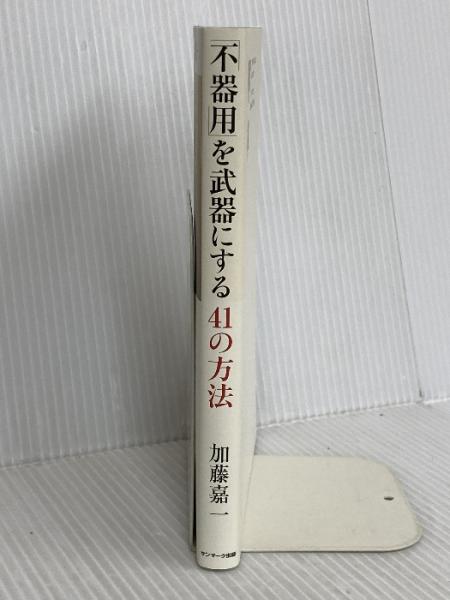 「不器用」を武器にする41の方法
加藤嘉一
サンマーク出版